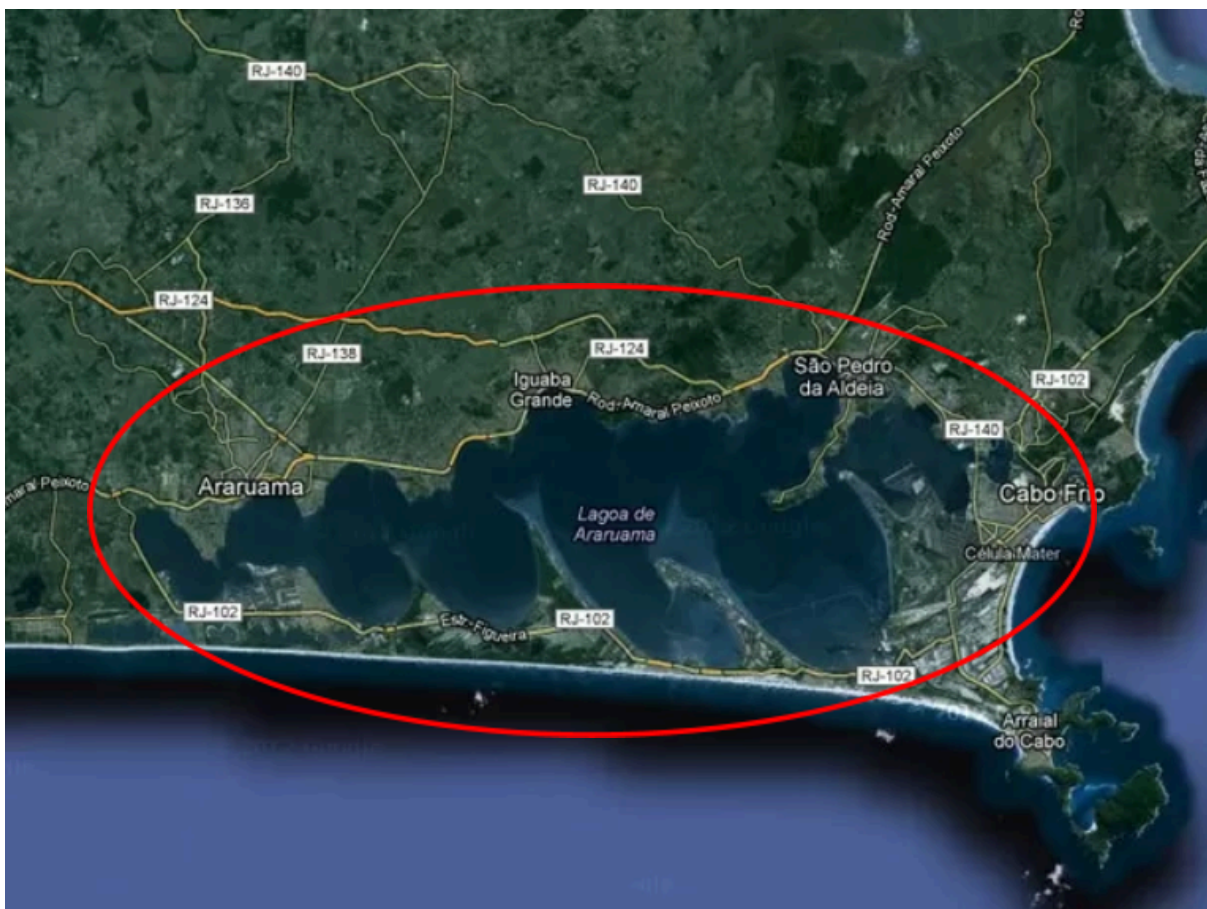 RJ-140
RJ-140
RJ-136
Rod-Amaral Peixoto
RJ-124
RJ-138
RJ-124
Iguaba
Grande
São Pedro
da Aldeia
RJ-102
Rod-Amaral Peixoto
RJ-140
Araruama
maral Peixoto
Cabo Frio
Lagoa de
Araruama
Célula Mater
RJ-102
Estr-Figueira
RJ-102
RJ-102
Arraial
do Cabo